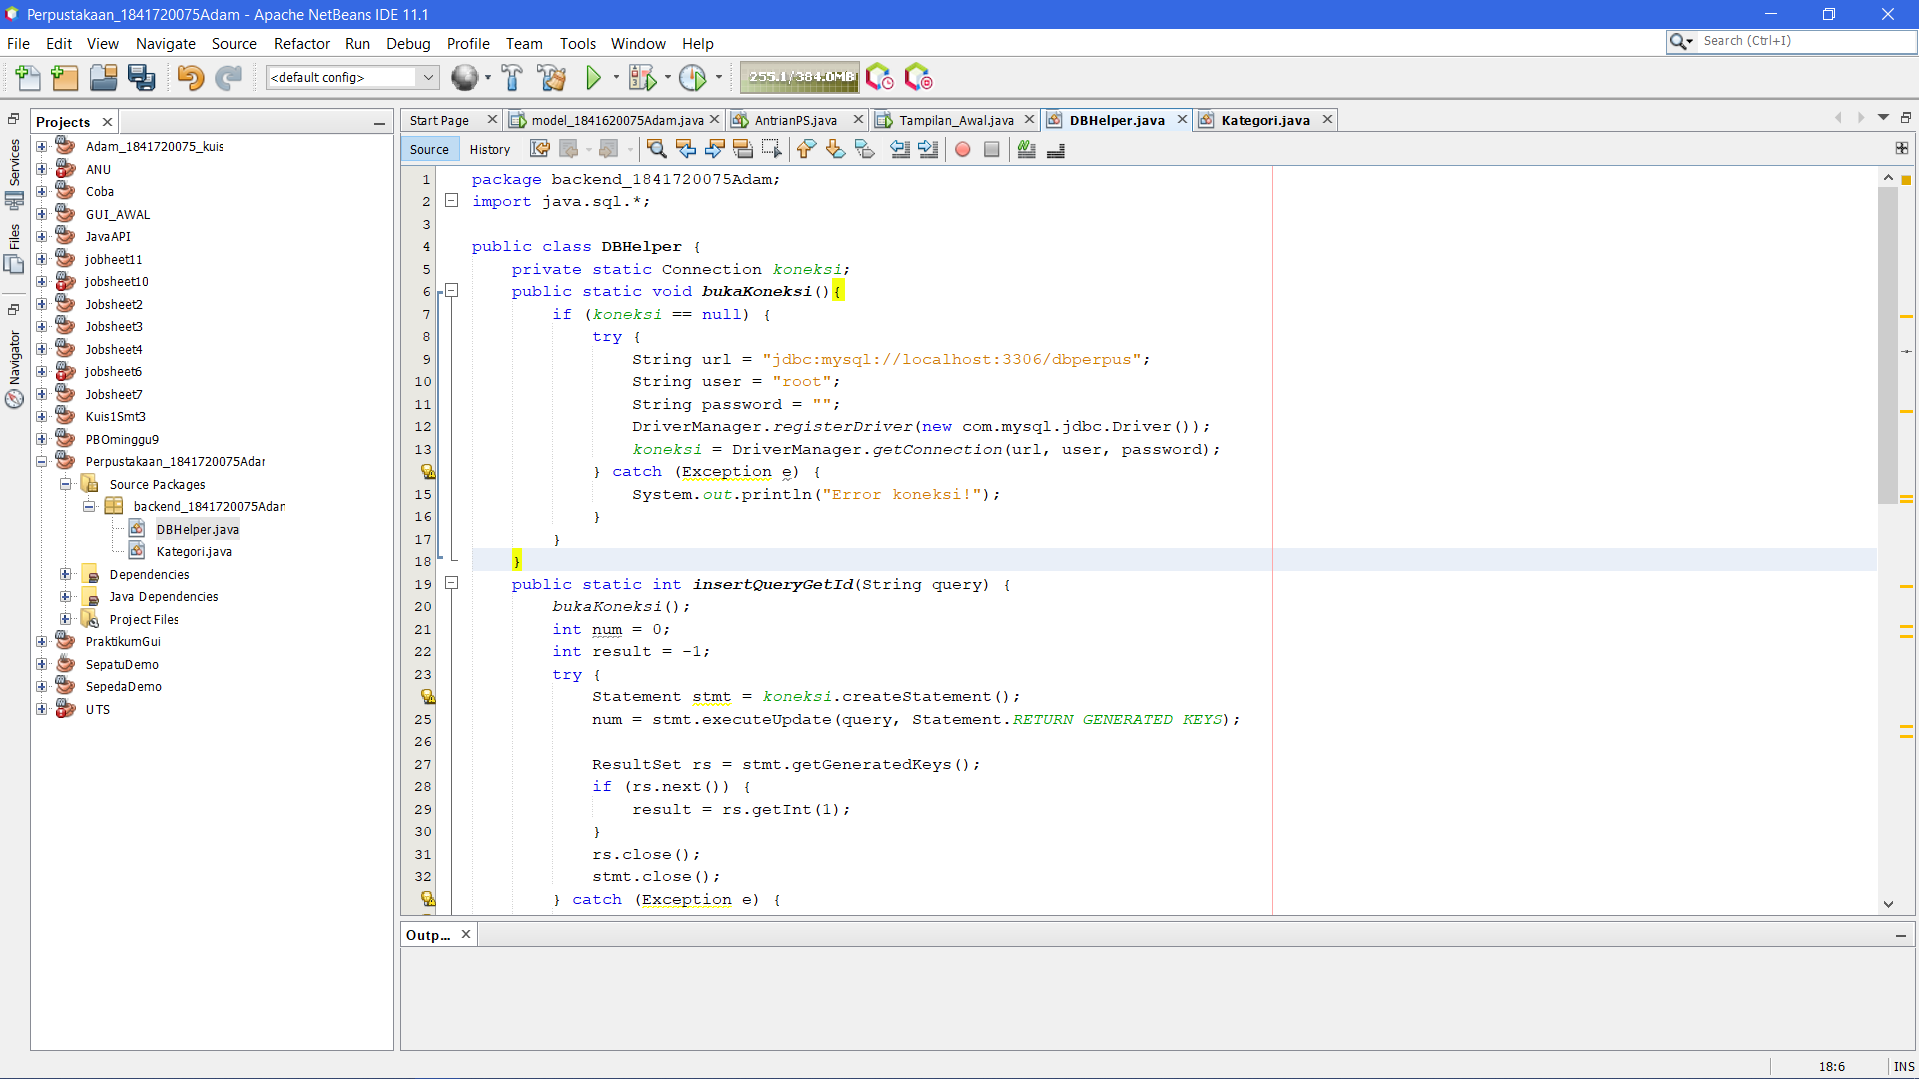 Perpustakaan_1841720075Adam - Apache NetBeans IDE 11.1
File Edit View Navigate Source Refactor Run Debug Profile Team Tools Window Help
Search (Ctrl+I)
<default config>
255.1/384.0MB
Projects
Services
Files
Navigator
Adam_1841720075_kuis
ANU
Coba
GUI_AWAL
JavaAPI
jobheet11
jobsheet10
Jobsheet2
Jobsheet3
Jobsheet4
jobsheet6
Jobsheet7
Kuis1Smt3
PBOminggu9
Perpustakaan_1841720075Adar
Source Packages
backend_1841720075Adan
DBHelper.java
Kategori.java
Dependencies
Java Dependencies
Project Files
PraktikumGui
SepatuDemo
SepedaDemo
UTS
Start Page model_1841620075Adam.java AntrianPS.java Tampilan_Awal.java DBHelper.java Kategori.java
Source History
1 package backend_1841720075Adam;
2 import java.sql.*;
3
4 public class DBHelper {
5 private static Connection koneksi;
6 public static void bukaKoneksi(){
7 if (koneksi == null) {
8 try {
9 String url = "jdbc:mysql://localhost:3306/dbperpus";
10 String user = "root";
11 String password = "";
12 DriverManager.registerDriver(new com.mysql.jdbc.Driver());
13 koneksi = DriverManager.getConnection(url, user, password);
} catch (Exception e) {
15 System.out.println("Error koneksi!");
16 }
17 }
18 }
19 public static int insertQueryGetId(String query) {
20 bukaKoneksi();
21 int num = 0;
22 int result = -1;
23 try {
Statement stmt = koneksi.createStatement();
25 num = stmt.executeUpdate(query, Statement.RETURN_GENERATED_KEYS);
26
27 ResultSet rs = stmt.getGeneratedKeys();
28 if (rs.next()) {
29 result = rs.getInt(1);
30 }
31 rs.close();
32 stmt.close();
} catch (Exception e) {
Outp...
18:6 INS